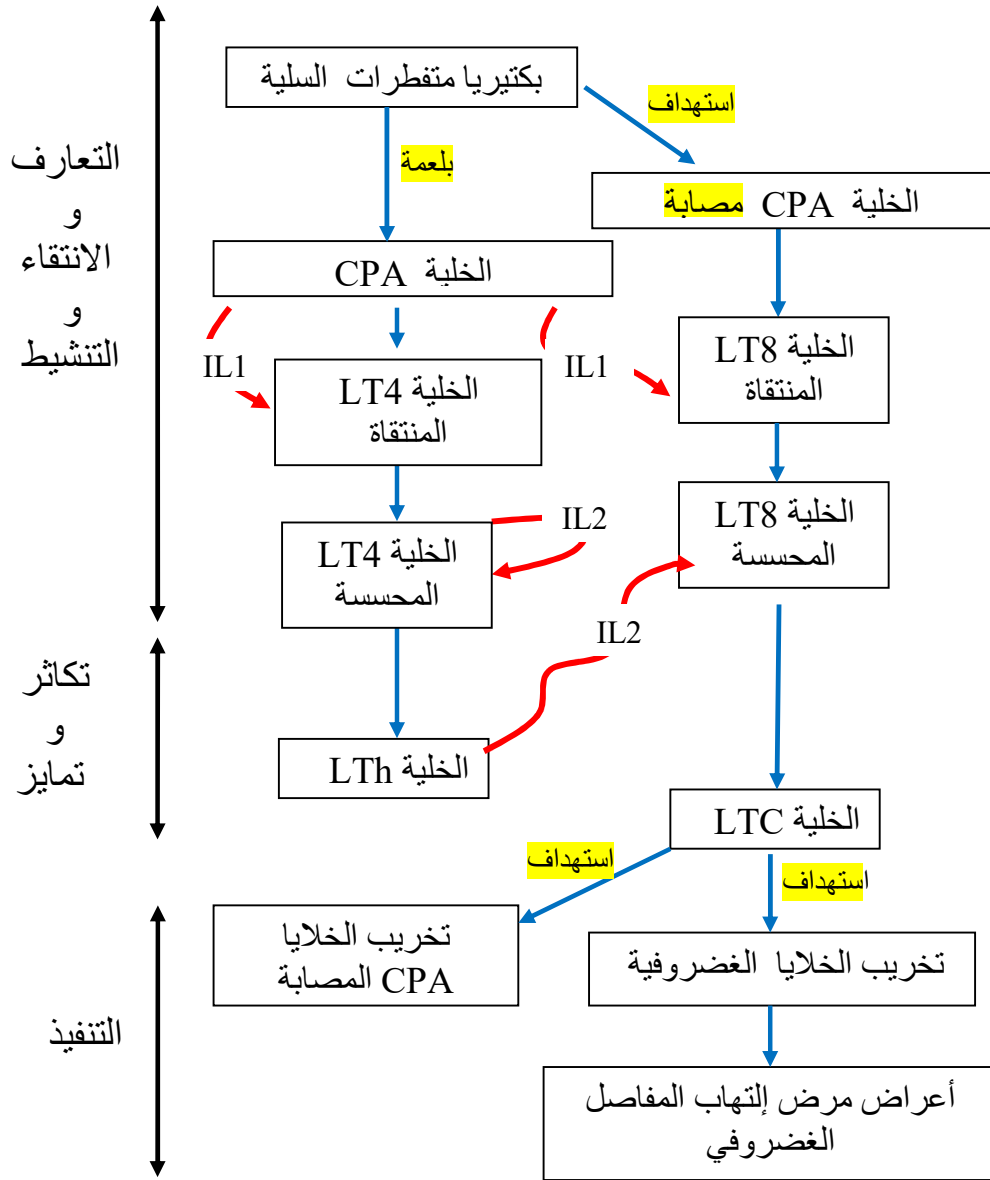 بكتيريا متفطرات السلية
استهداف
بلعمة
التعارف
و
الانتقاء
و
التنشيط
الخلية CPA مصابة
الخلية CPA
IL1
IL1
الخلية LT8
المنتقاة
الخلية LT4
المنتقاة
الخلية LT8
المحسسة
IL2
الخلية LT4
المحسسة
IL2
تكاثر
و
تمايز
الخلية LTh
الخلية LTC
استهداف
استهداف
تخريب الخلايا
CPA المصابة
تخريب الخلايا الغضروفية
التنفيذ
أعراض مرض إلتهاب المفاصل
الغضروفي